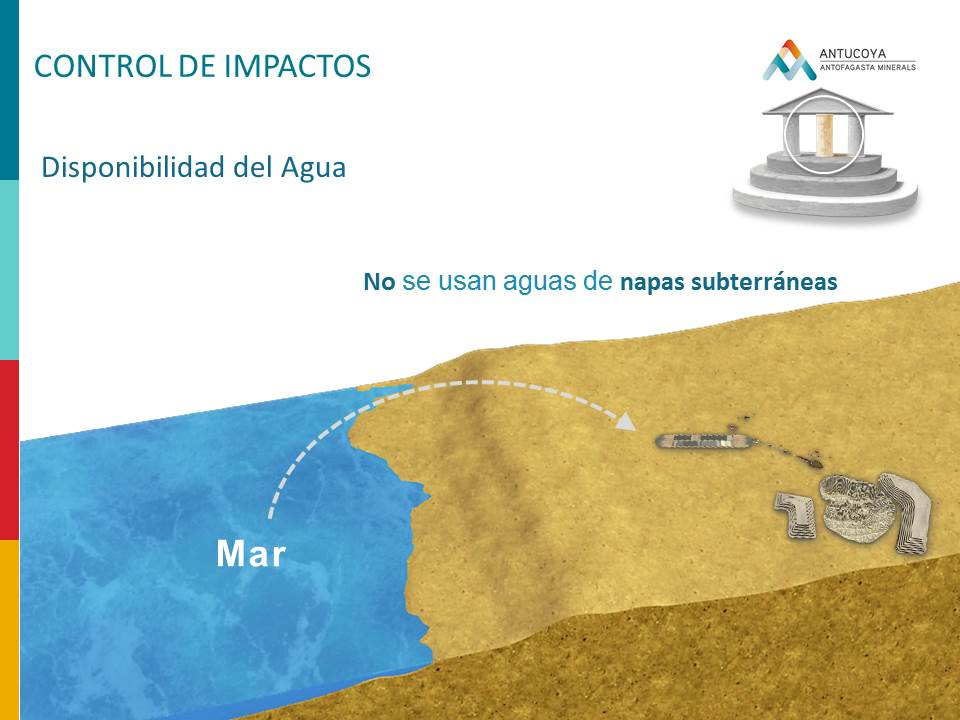 CONTROL DE IMPACTOS
ANTUCOYA
ANTOFAGASTA MINERALS
Disponibilidad del Agua
No se usan aguas de napas subterráneas
Mar